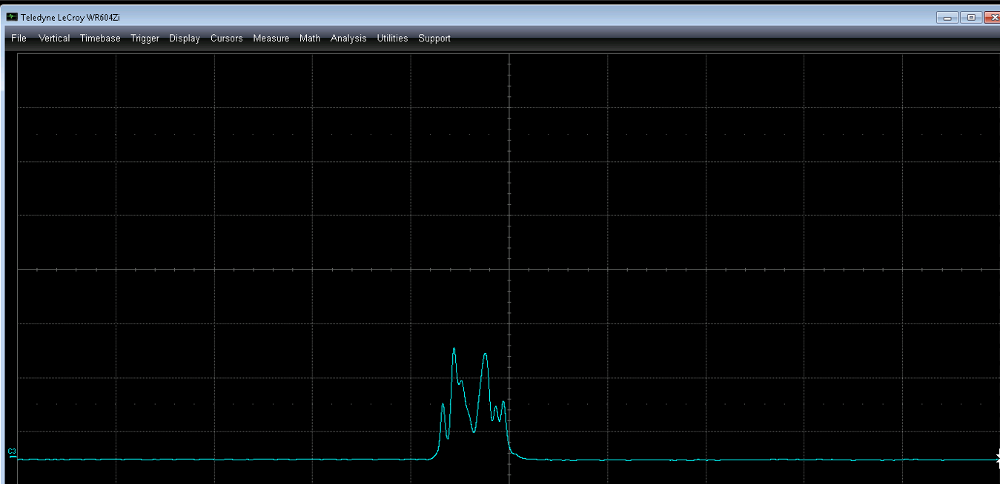 Teledyne LeCroy WR604Zi
File Vertical Timebase Trigger Display Cursors Measure Math Analysis Utilities Support
C3